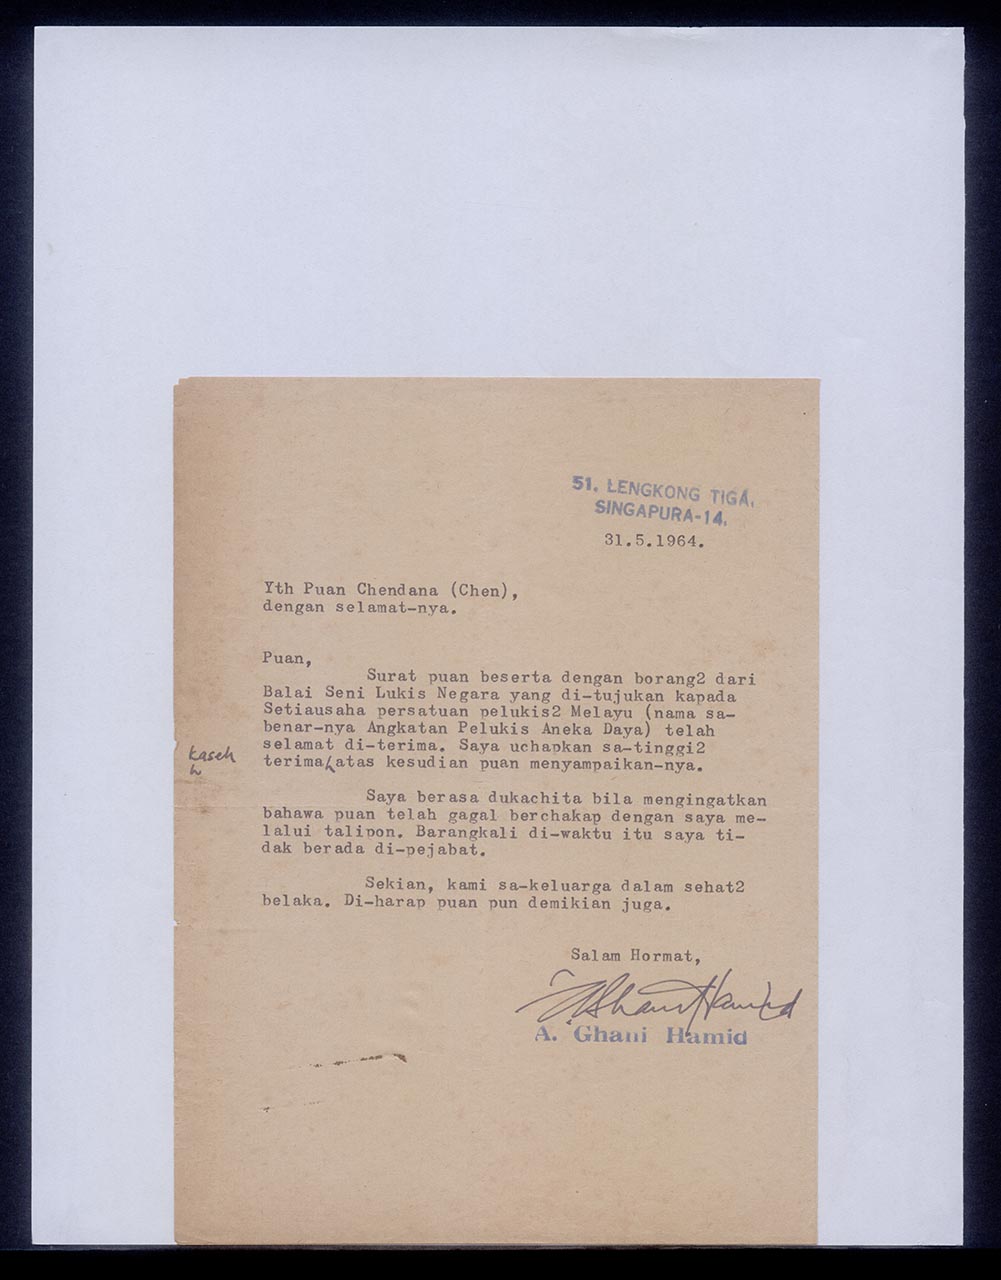 51, LENGKONG TIGA,
SINGAPURA-14.
31.5.1964.
Yth Puan Chendana (Chen),
dengan selamat-nya.
Puan,
Surat puan beserta dengan borang2 dari
Balai Seni Lukis Negara yang di-tujukan kapada
Setiausaha persatuan pelukis2 Melayu (nama sa-
benar-nya Angkatan Pelukis Aneka Daya) telah
selamat di-terima. Saya uchapkan sa-tinggi2
kaseh
terima atas kesudian puan menyampaikan-nya.
Saya berasa dukachita bila mengingatkan
bahawa puan telah gagal berchakap dengan saya me-
lalui talipon. Barangkali di-waktu itu saya ti-
dak berada di-pejabat.
Sekian, kami sa-keluarga dalam sehat2
belaka. Di-harap puan pun demikian juga.
Salam Hormat,
A. Ghani Hamid
A. Ghani Hamid